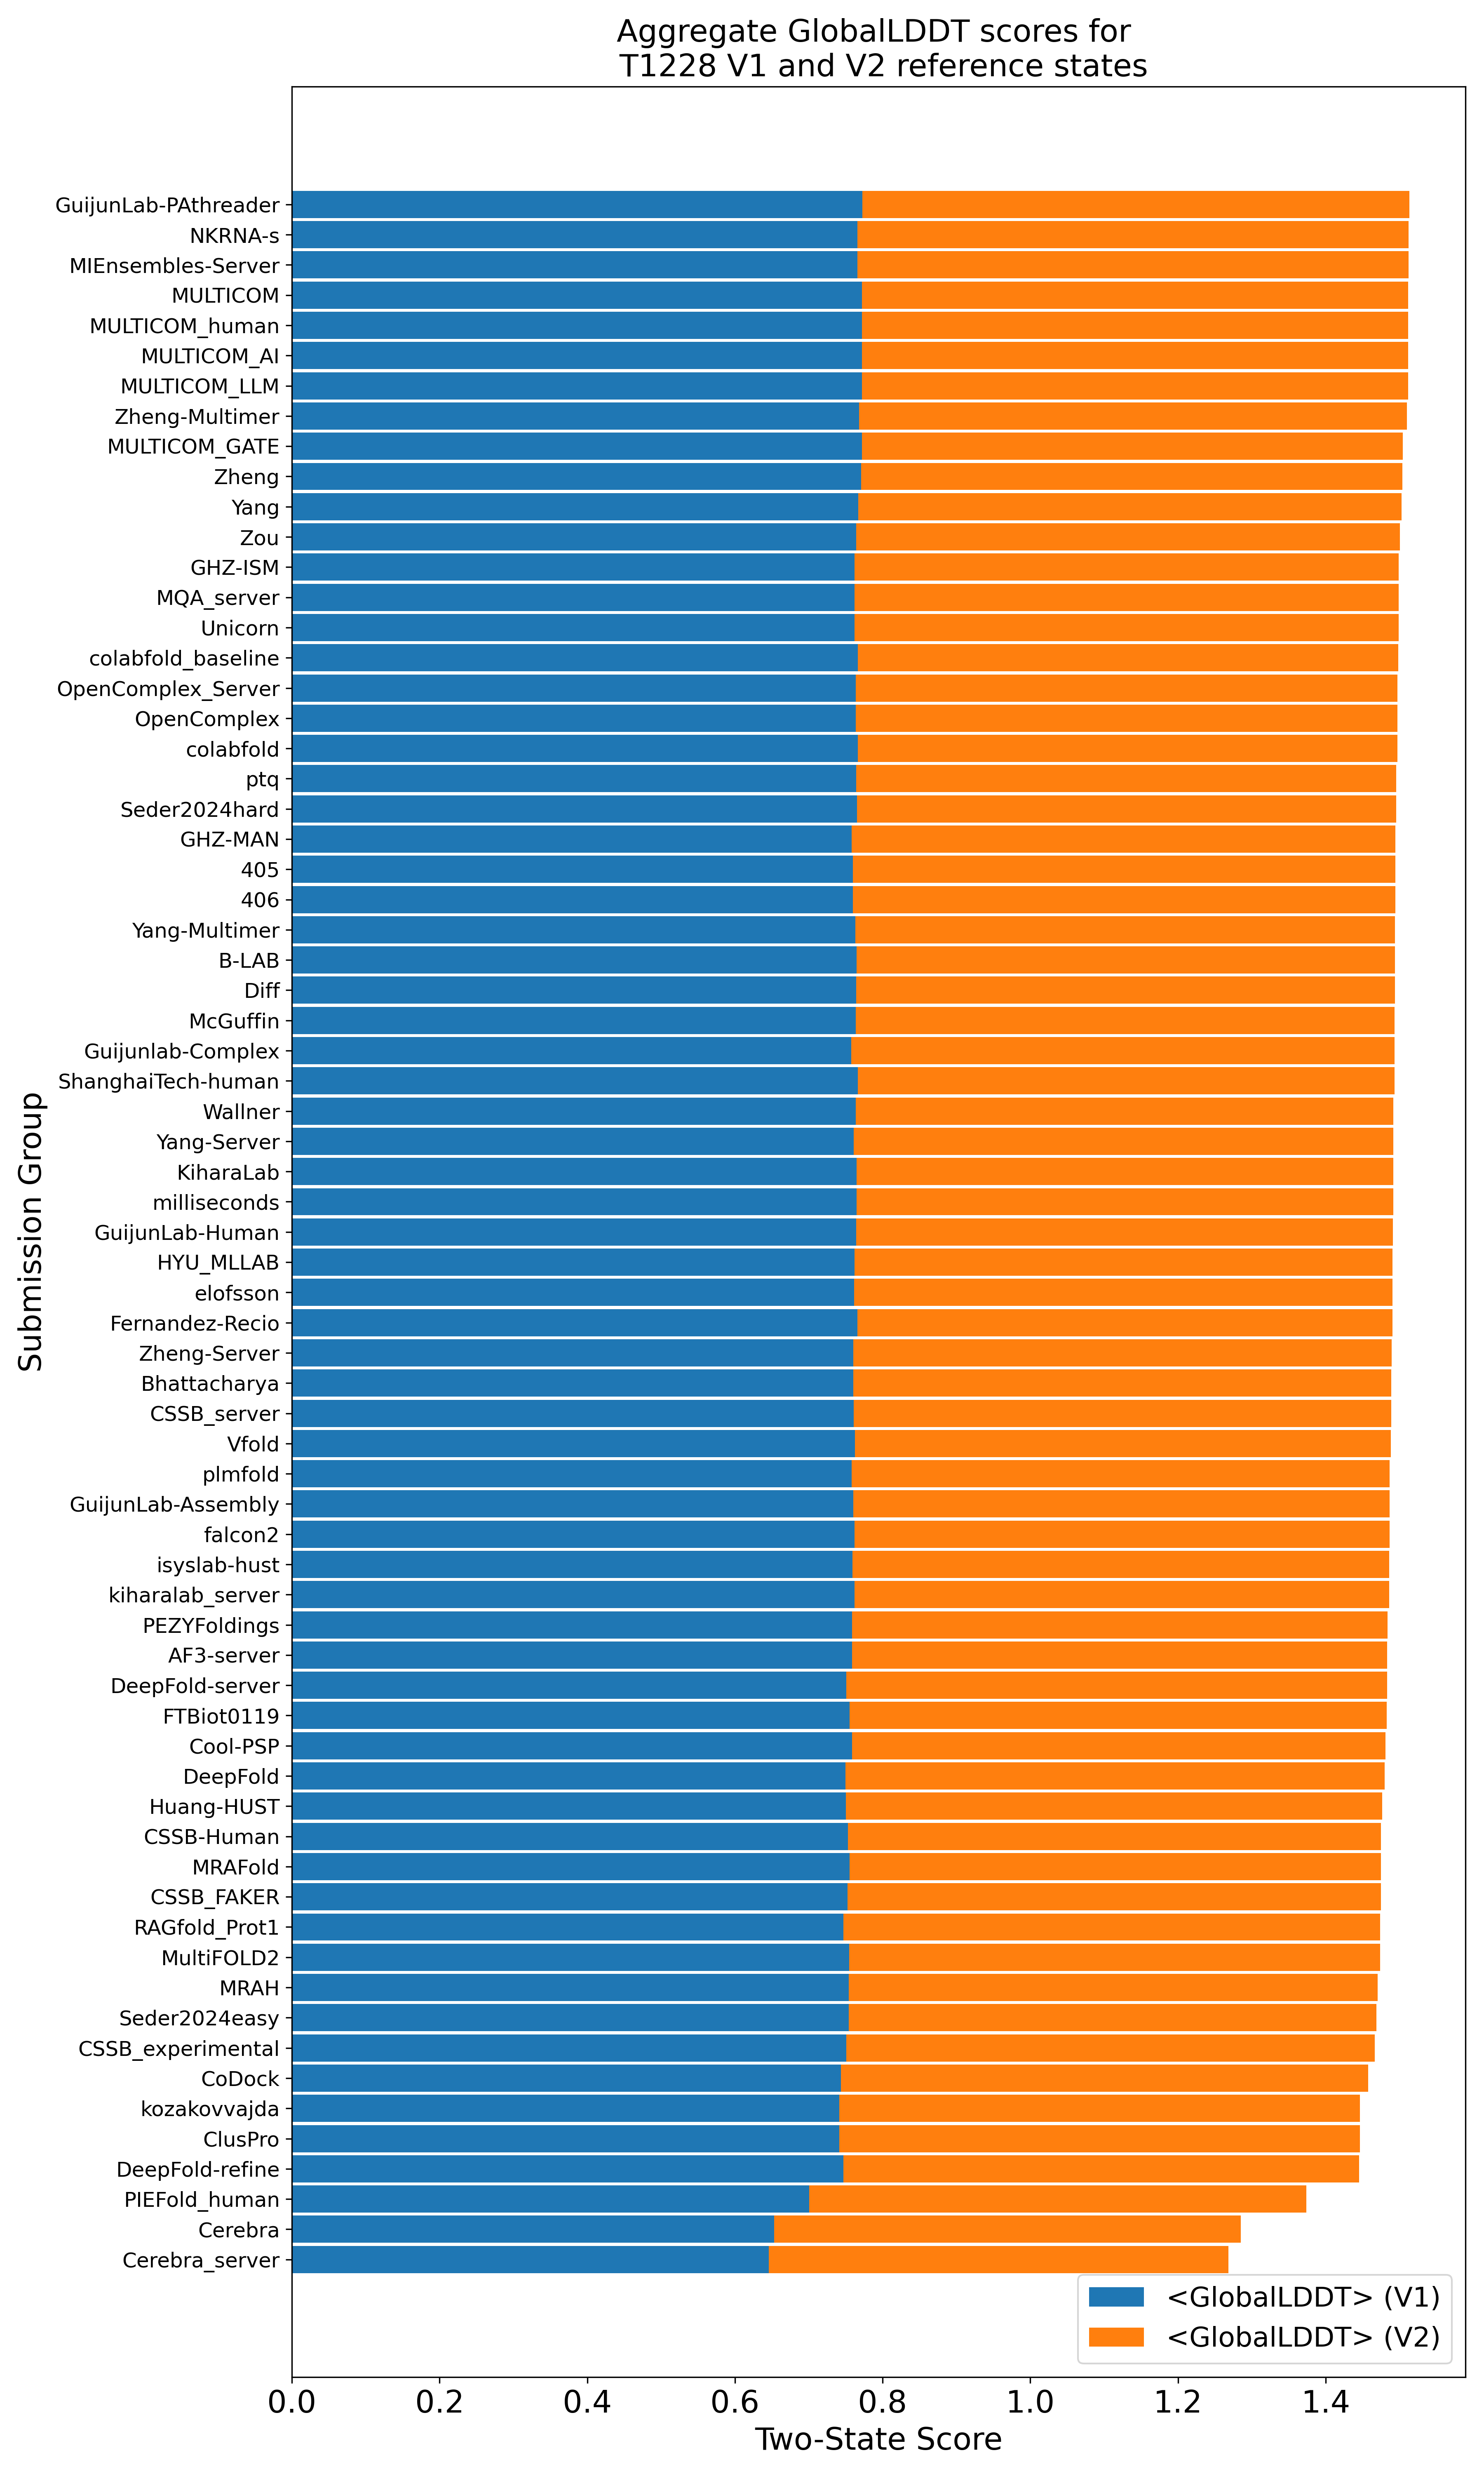 Aggregate GlobalLDDT scores for
T1228 V1 and V2 reference states
Submission Group
GuijunLab-PAthreader
NKRNA-s
MIEnsembles-Server
MULTICOM
MULTICOM_human
MULTICOM_AI
MULTICOM_LLM
Zheng-Multimer
MULTICOM_GATE
Zheng
Yang
Zou
GHZ-ISM
MQA_server
Unicorn
colabfold_baseline
OpenComplex_Server
OpenComplex
colabfold
ptq
Seder2024hard
GHZ-MAN
405
406
Yang-Multimer
B-LAB
Diff
McGuffin
Guijunlab-Complex
ShanghaiTech-human
Wallner
Yang-Server
KiharaLab
milliseconds
GuijunLab-Human
HYU_MLLAB
elofsson
Fernandez-Recio
Zheng-Server
Bhattacharya
CSSB_server
Vfold
plmfold
GuijunLab-Assembly
falcon2
isyslab-hust
kiharalab_server
PEZYFoldings
AF3-server
DeepFold-server
FTBiot0119
Cool-PSP
DeepFold
Huang-HUST
CSSB-Human
MRAFold
CSSB_FAKER
RAGfold_Prot1
MultiFOLD2
MRAH
Seder2024easy
CSSB_experimental
CoDock
kozakovvajda
ClusPro
DeepFold-refine
PIEFold_human
Cerebra
Cerebra_server
<GlobalLDDT> (V1)
<GlobalLDDT> (V2)
0.0 0.2 0.4 0.6 0.8 1.0 1.2 1.4
Two-State Score